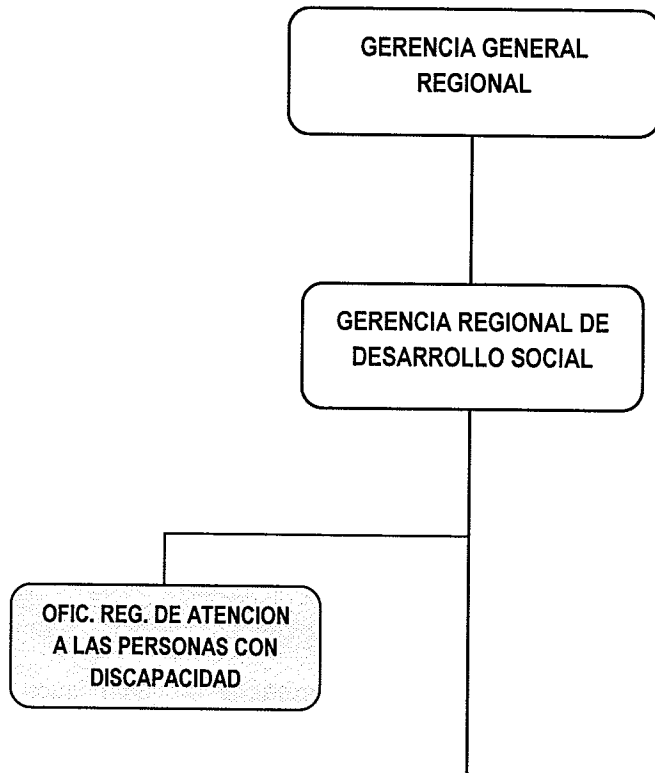 GERENCIA GENERAL
REGIONAL
GERENCIA REGIONAL DE
DESARROLLO SOCIAL
OFIC. REG. DE ATENCION
A LAS PERSONAS CON
DISCAPACIDAD